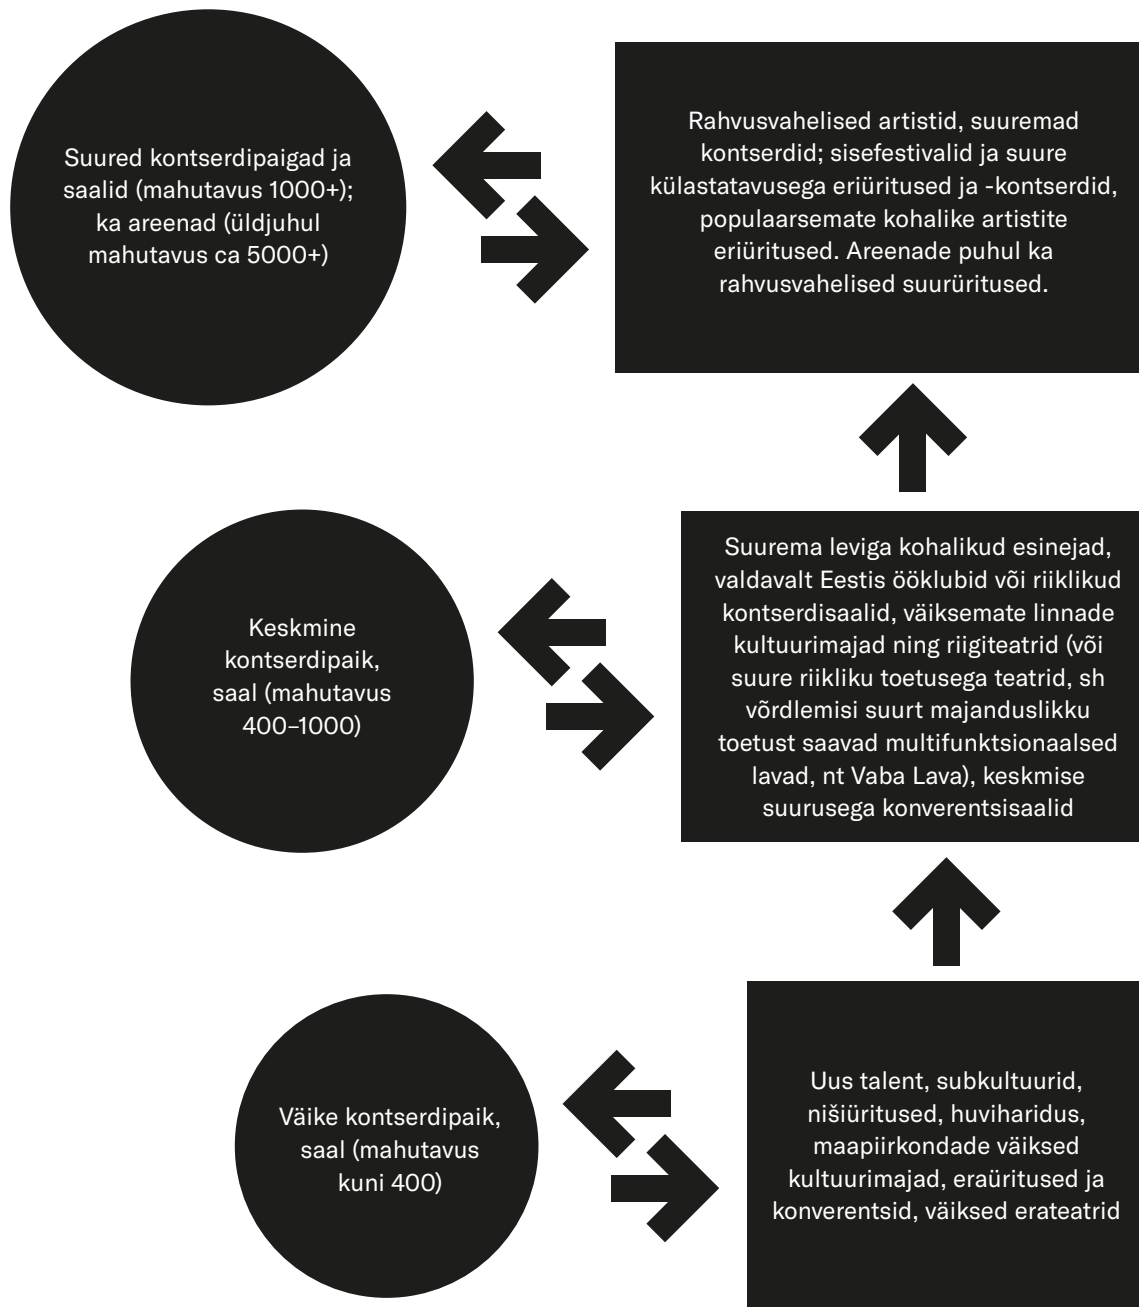 Suured kontserdipaigad ja
saalid (mahutavus 1000+);
ka areenad (üldjuhul
mahutavus ca 5000+)
Rahvusvahelised artistid, suuremad
kontserdid; sisefestivalid ja suure
külastatavusega eriüritused ja -kontserdid,
populaarsemate kohalike artistite
eriüritused. Areenade puhul ka
rahvusvahelised suurüritused.
Keskmine
kontserdipaik,
saal (mahutavus
400–1000)
Suurema leviga kohalikud esinejad,
valdavalt Eestis ööklubid või riiklikud
kontserdisaalid, väiksemate linnade
kultuurimajad ning riigiteatrid (või
suure riikliku toetusega teatrid, sh
võrdlemisi suurt majanduslikku
toetust saavad multifunktsionaalsed
lavad, nt Vaba Lava), keskmise
suurusega konverentsisaalid
Väike kontserdipaik,
saal (mahutavus
kuni 400)
Uus talent, subkultuurid,
nišiüritused, huviharidus,
maapiirkondade väiksed
kultuurimajad, eraüritused ja
konverentsid, väiksed erateatrid